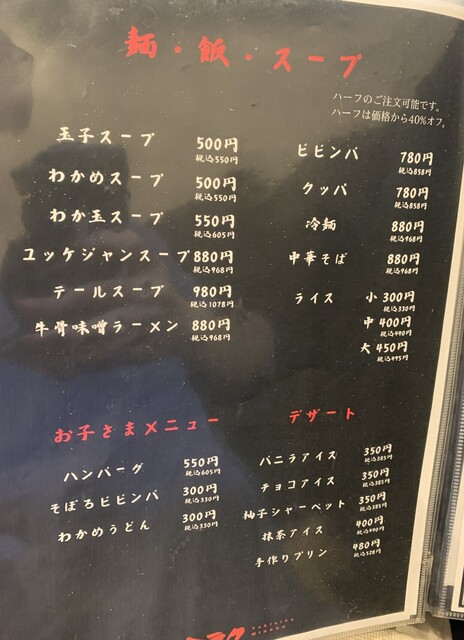 麺・飯・スープ
ハーフのご注文可能です。
ハーフは価格から40%オフ。
玉子スープ 500円
税込550円
わかめスープ 500円
税込550円
わか玉スープ 550円
税込605円
ユッケジャンスープ 880円
税込968円
テールスープ 980円
税込1078円
牛骨味噌ラーメン 880円
税込968円
ビビンバ 780円
税込858円
クッパ 780円
税込858円
冷麺 880円
税込968円
中華そば 880円
税込968円
ライス 小 300円
税込330円
中 400円
税込440円
大 450円
税込495円
お子さまメニュー
ハンバーグ 550円
税込605円
そぼろビビンバ 300円
税込330円
わかめうどん 300円
税込330円
デザート
バニラアイス 350円
税込385円
チョコアイス 350円
税込385円
柚子シャーベット 350円
税込385円
抹茶アイス 400円
税込440円
手作りプリン 480円
税込528円